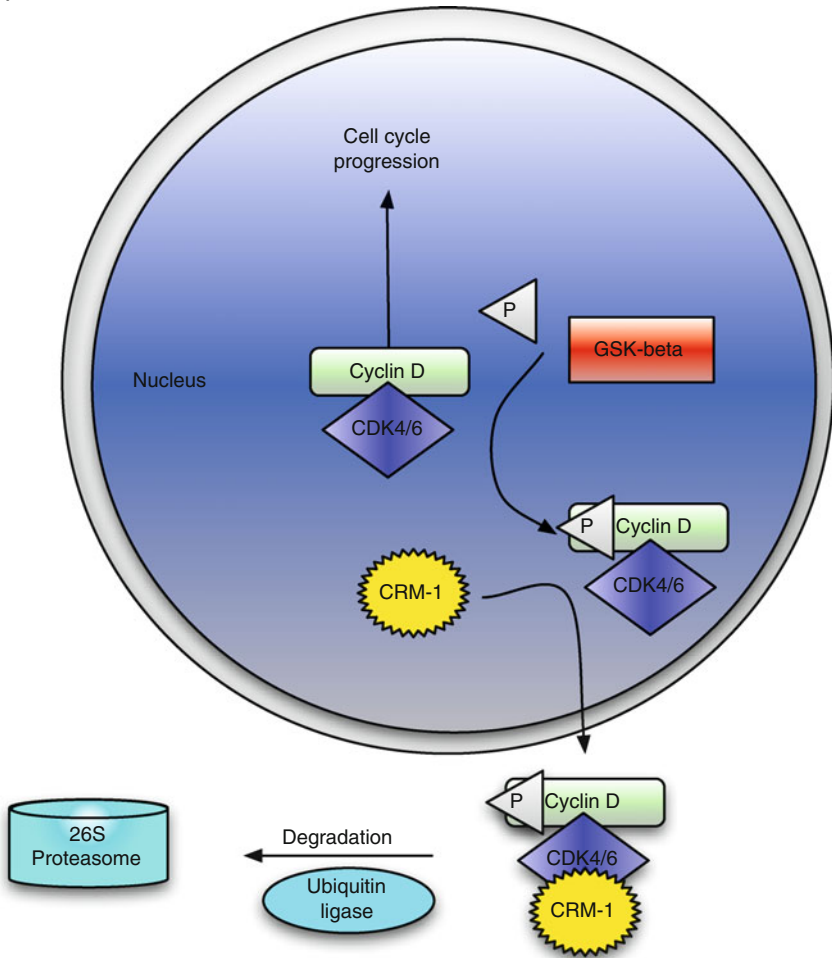 Cell cycle
progression
P
GSK-beta
Nucleus
Cyclin D
CDK4/6
P
Cyclin D
CDK4/6
CRM-1
P
Cyclin D
CDK4/6
CRM-1
26S
Proteasome
Degradation
Ubiquitin
ligase